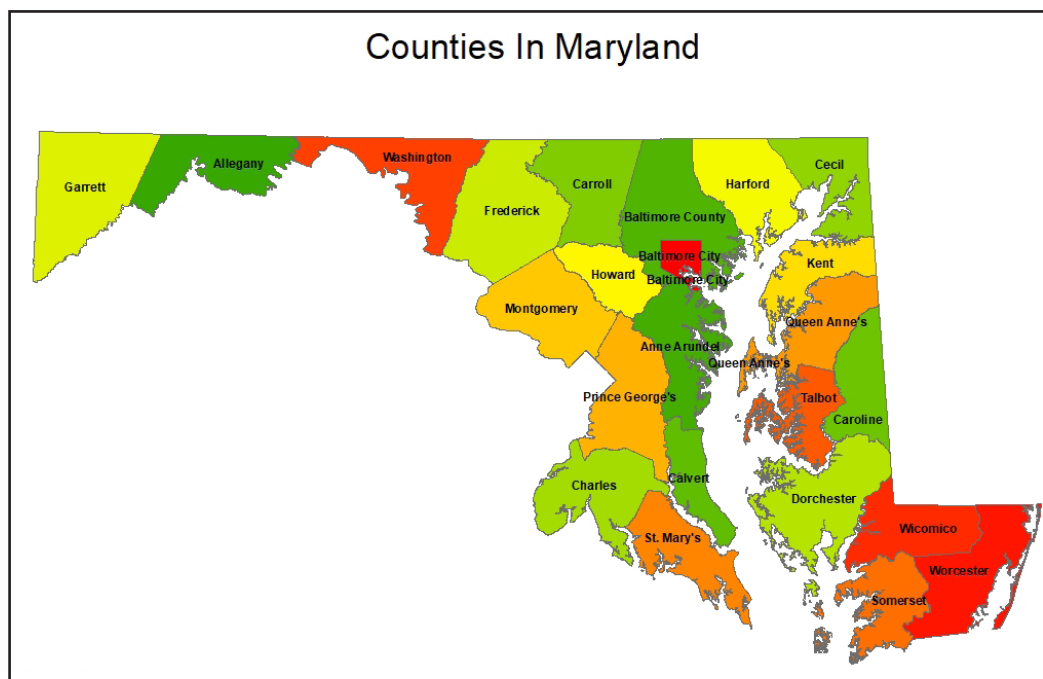 Counties In Maryland
Garrett
Allegany
Washington
Frederick
Carroll
Baltimore County
Harford
Cecil
Baltimore City
Baltimore City
Howard
Kent
Montgomery
Queen Anne's
Anne Arundel
Queen Anne's
Prince George's
Talbot
Caroline
Charles
Calvert
Dorchester
St. Mary's
Wicomico
Worcester
Somerset